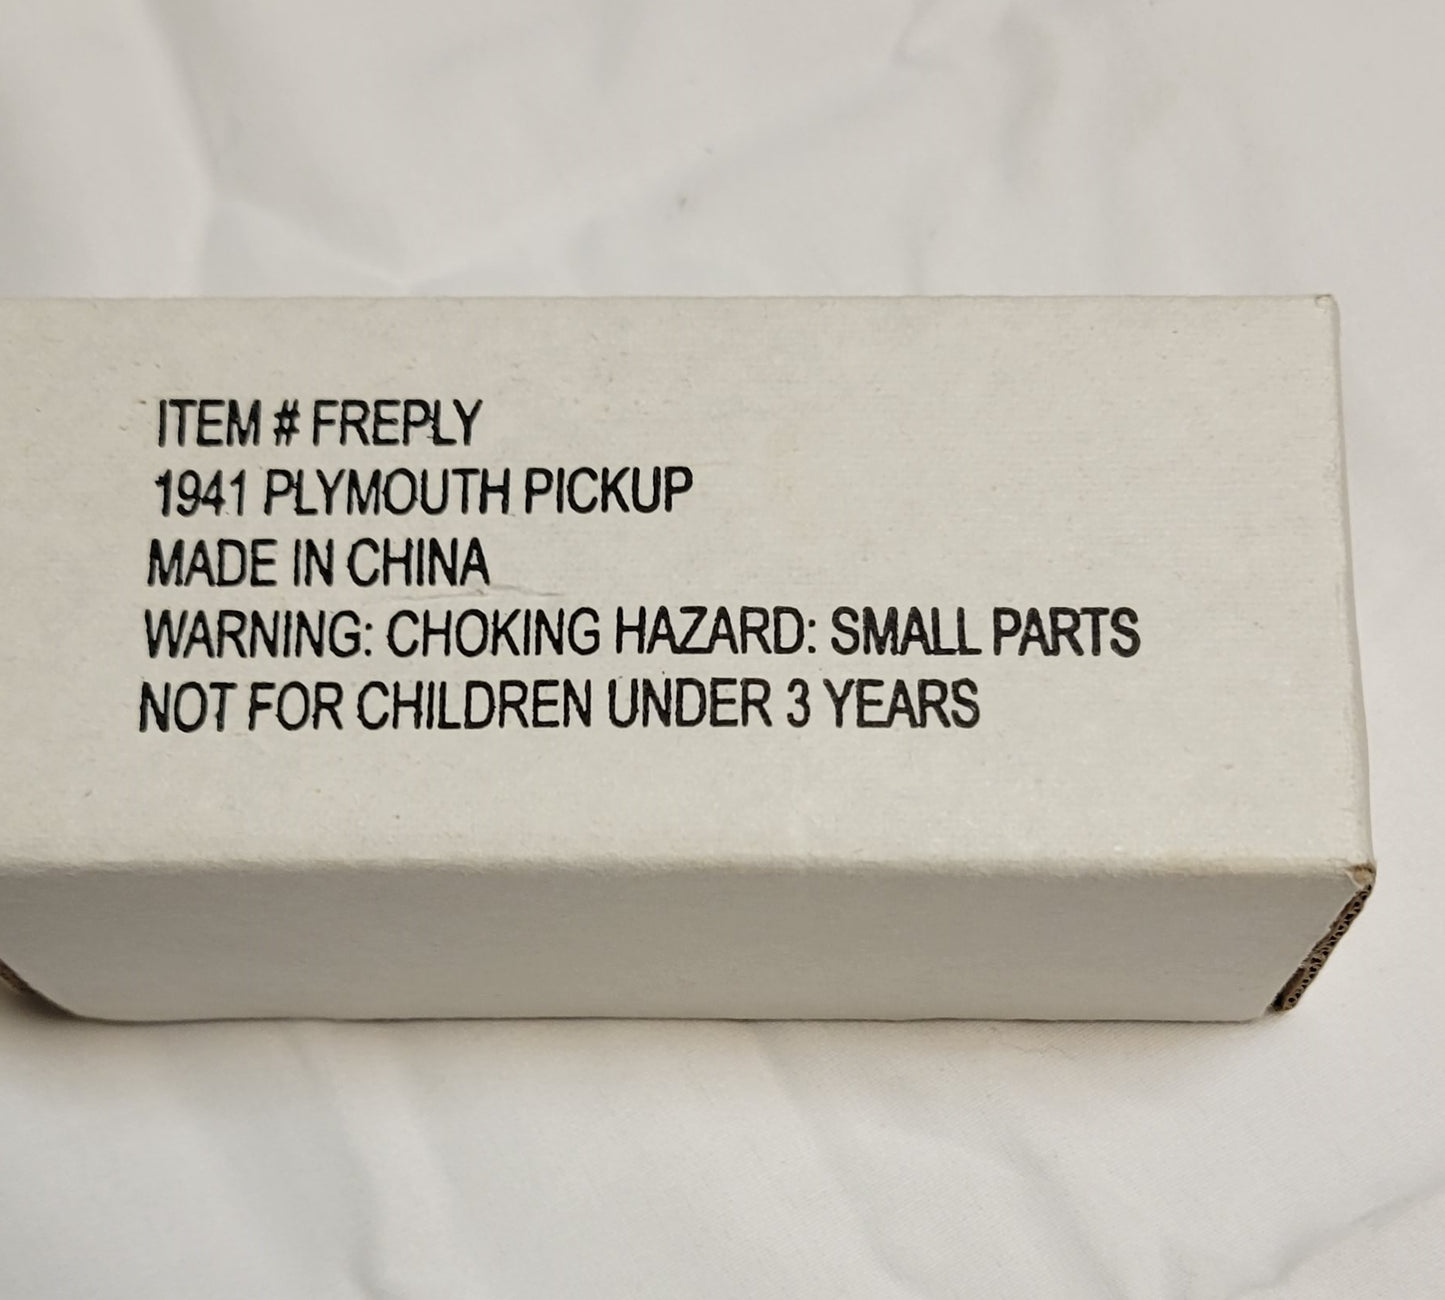 ITEM # FREPLY
1941 PLYMOUTH PICKUP
MADE IN CHINA
WARNING: CHOKING HAZARD: SMALL PARTS
NOT FOR CHILDREN UNDER 3 YEARS